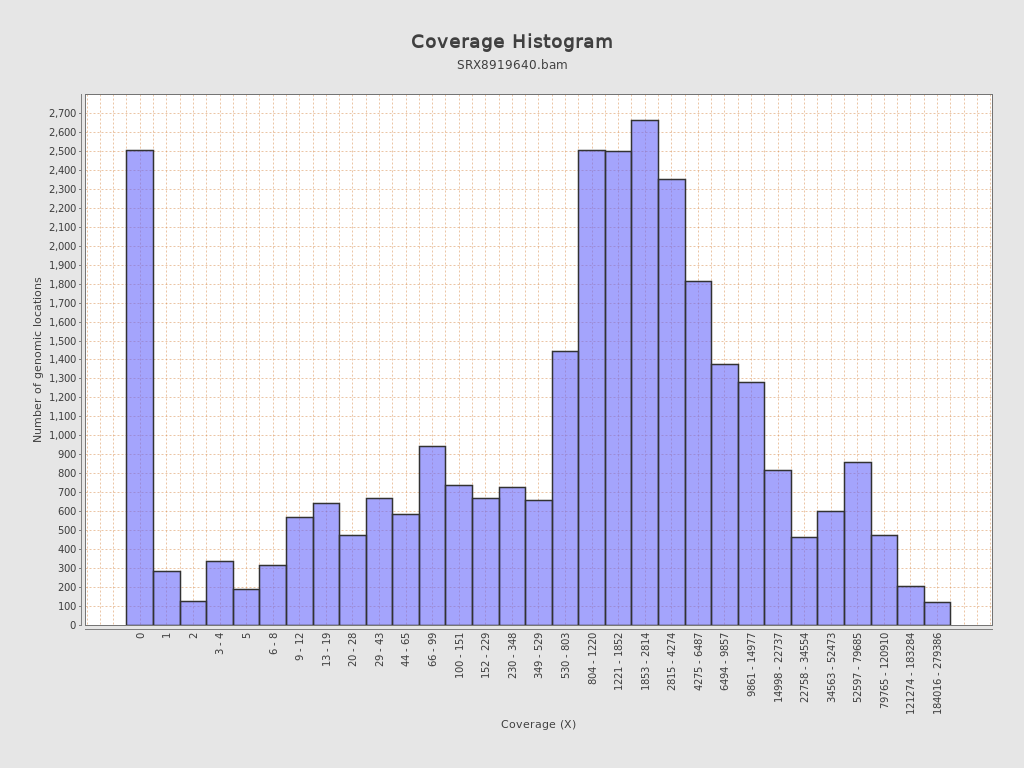 Coverage Histogram
SRX8919640.bam
Number of genomic locations
2,700
2,600
2,500
2,400
2,300
2,200
2,100
2,000
1,900
1,800
1,700
1,600
1,500
1,400
1,300
1,200
1,100
1,000
900
800
700
600
500
400
300
200
100
0
0
1
2
3 - 4
5
6 - 8
9 - 12
13 - 19
20 - 28
29 - 43
44 - 65
66 - 99
100 - 151
152 - 229
230 - 348
349 - 529
530 - 803
804 - 1220
1221 - 1852
1853 - 2814
2815 - 4274
4275 - 6487
6494 - 9857
9861 - 14977
14998 - 22737
22758 - 34554
34563 - 52473
52597 - 79685
79765 - 120910
121274 - 183284
184016 - 279386
Coverage (X)